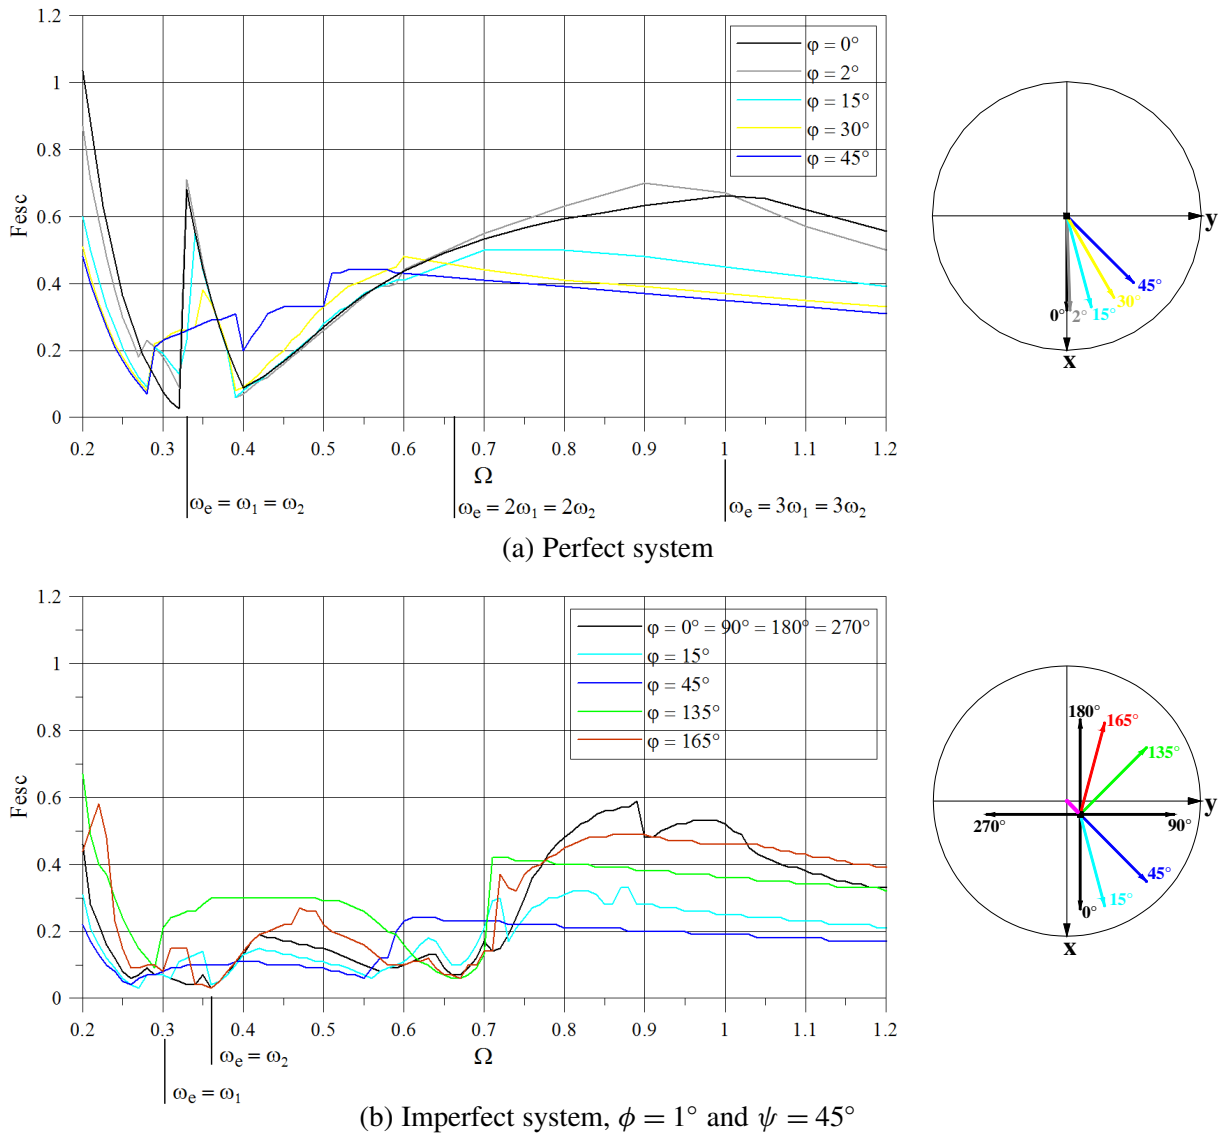 1.2
1
0.8
0.6
0.4
0.2
0
Fesc
φ = 0°
φ = 2°
φ = 15°
φ = 30°
φ = 45°
0.2 0.3 0.4 0.5 0.6 0.7 0.8 0.9 1 1.1 1.2
Ω
ωe = ω1 = ω2
ωe = 2ω1 = 2ω2
ωe = 3ω1 = 3ω2
y
45°
30°
15°
2°
0°
x
(a) Perfect system
1.2
1
0.8
0.6
0.4
0.2
0
Fesc
φ = 0° = 90° = 180° = 270°
φ = 15°
φ = 45°
φ = 135°
φ = 165°
0.2 0.3 0.4 0.5 0.6 0.7 0.8 0.9 1 1.1 1.2
Ω
ωe = ω2
ωe = ω1
180°
165°
135°
y
270°
90°
45°
15°
0°
x
(b) Imperfect system, ϕ = 1° and ψ = 45°